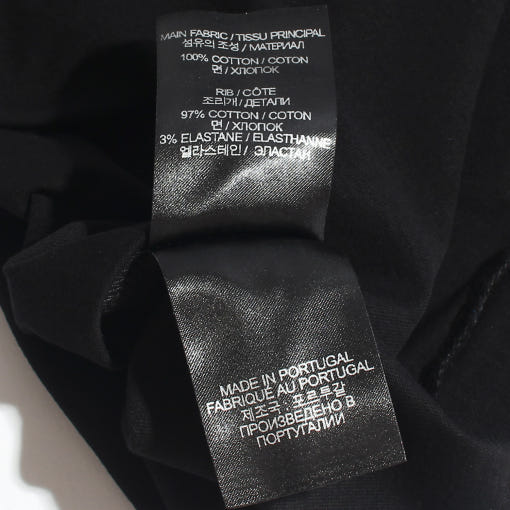 MAIN FABRIC / TISSU PRINCIPAL
섬유의 조성 / МАТЕРИАЛ
100% COTTON / COTON
면 / ХЛОПОК
RIB / CÔTE
조리개 / ДЕТАЛИ
97% COTTON / COTON
면 / ХЛОПОК
3% ELASTANE / ELASTHANNE
엘라스테인 / ЭЛАСТАН
MADE IN PORTUGAL
FABRIQUE AU PORTUGAL
제조국 포르투갈
ПРОИЗВЕДЕНО В
ПОРТУГАЛИИ